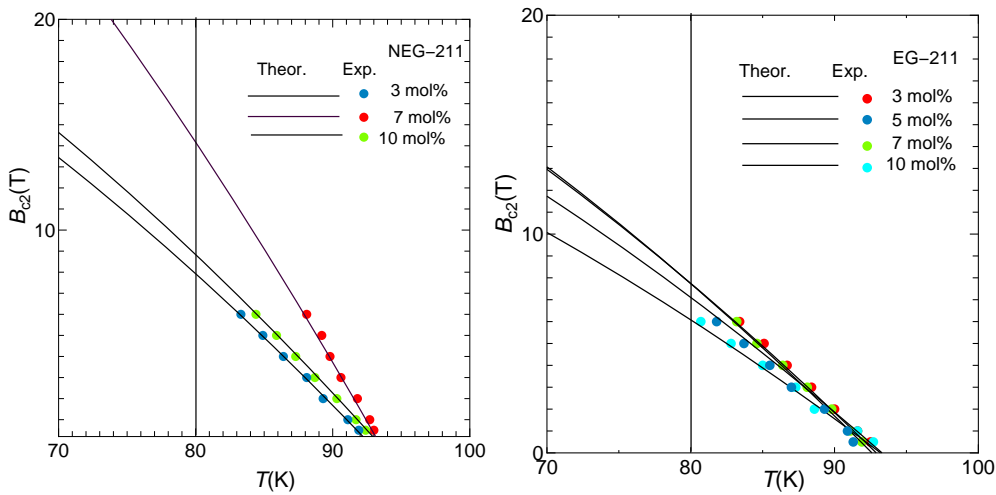 20
10
B_c2(T)
NEG−211
Theor. Exp.
3 mol%
7 mol%
10 mol%
70 80 90 100
T(K)
20
10
0
B_c2(T)
EG−211
Theor. Exp.
3 mol%
5 mol%
7 mol%
10 mol%
70 80 90 100
T(K)